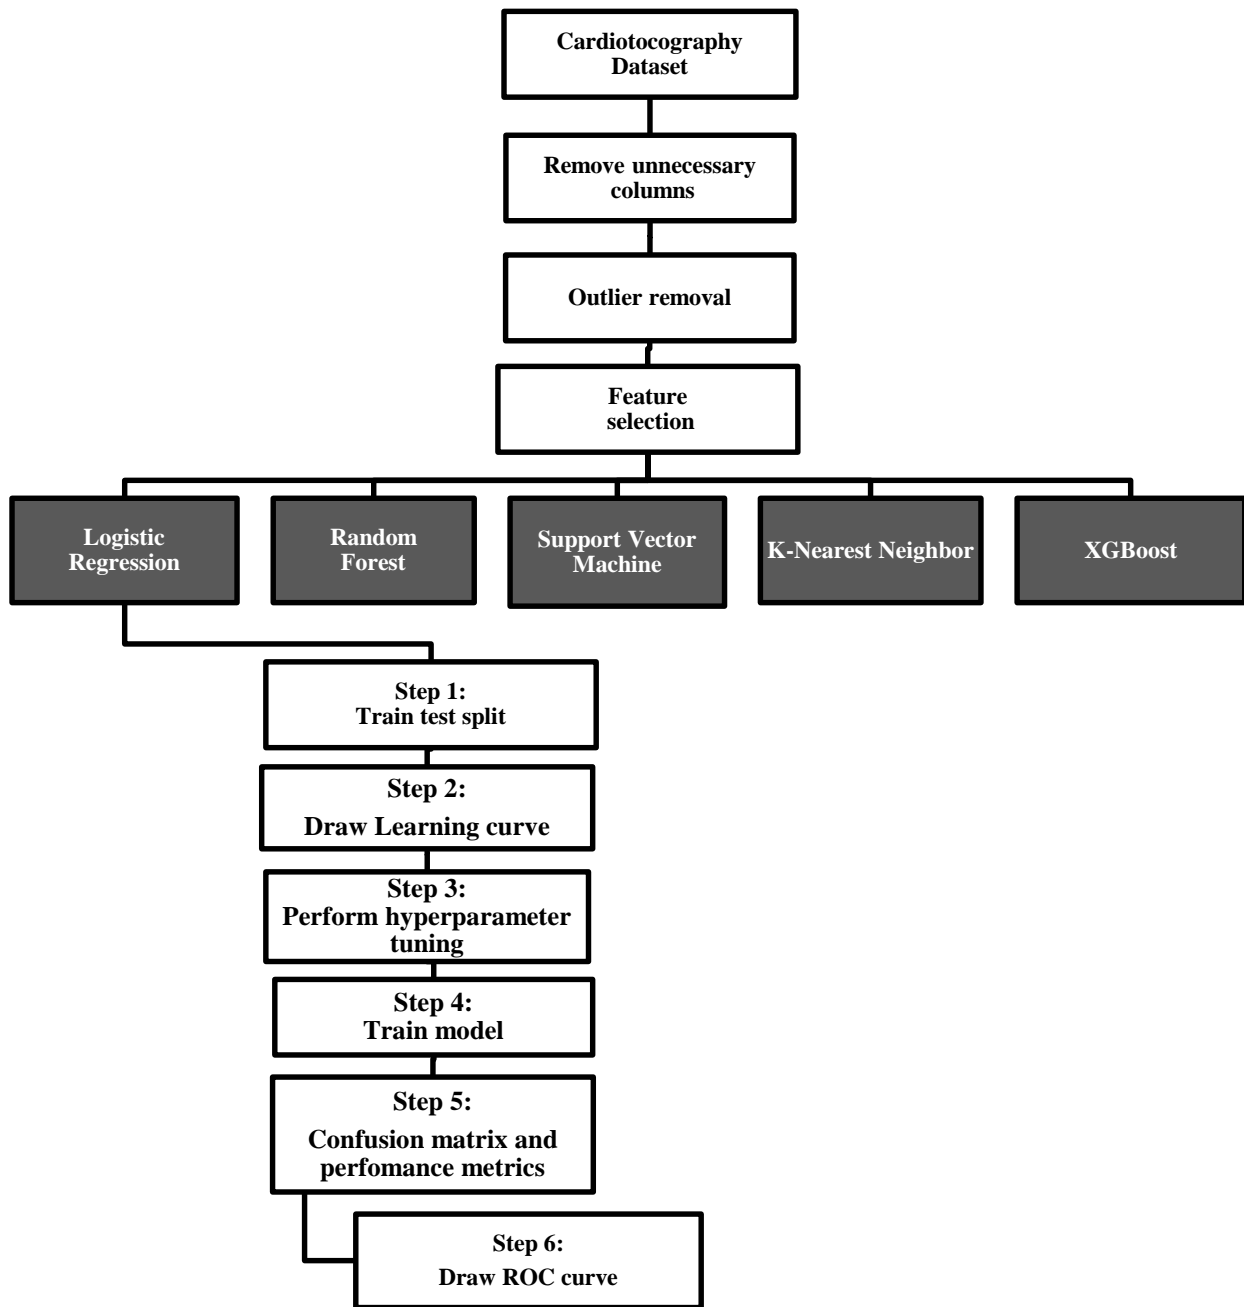 Cardiotocography
Dataset
Remove unnecessary
columns
Outlier removal
Feature
selection
Logistic
Regression
Random
Forest
Support Vector
Machine
K-Nearest Neighbor
XGBoost
Step 1:
Train test split
Step 2:
Draw Learning curve
Step 3:
Perform hyperparameter
tuning
Step 4:
Train model
Step 5:
Confusion matrix and
perfomance metrics
Step 6:
Draw ROC curve